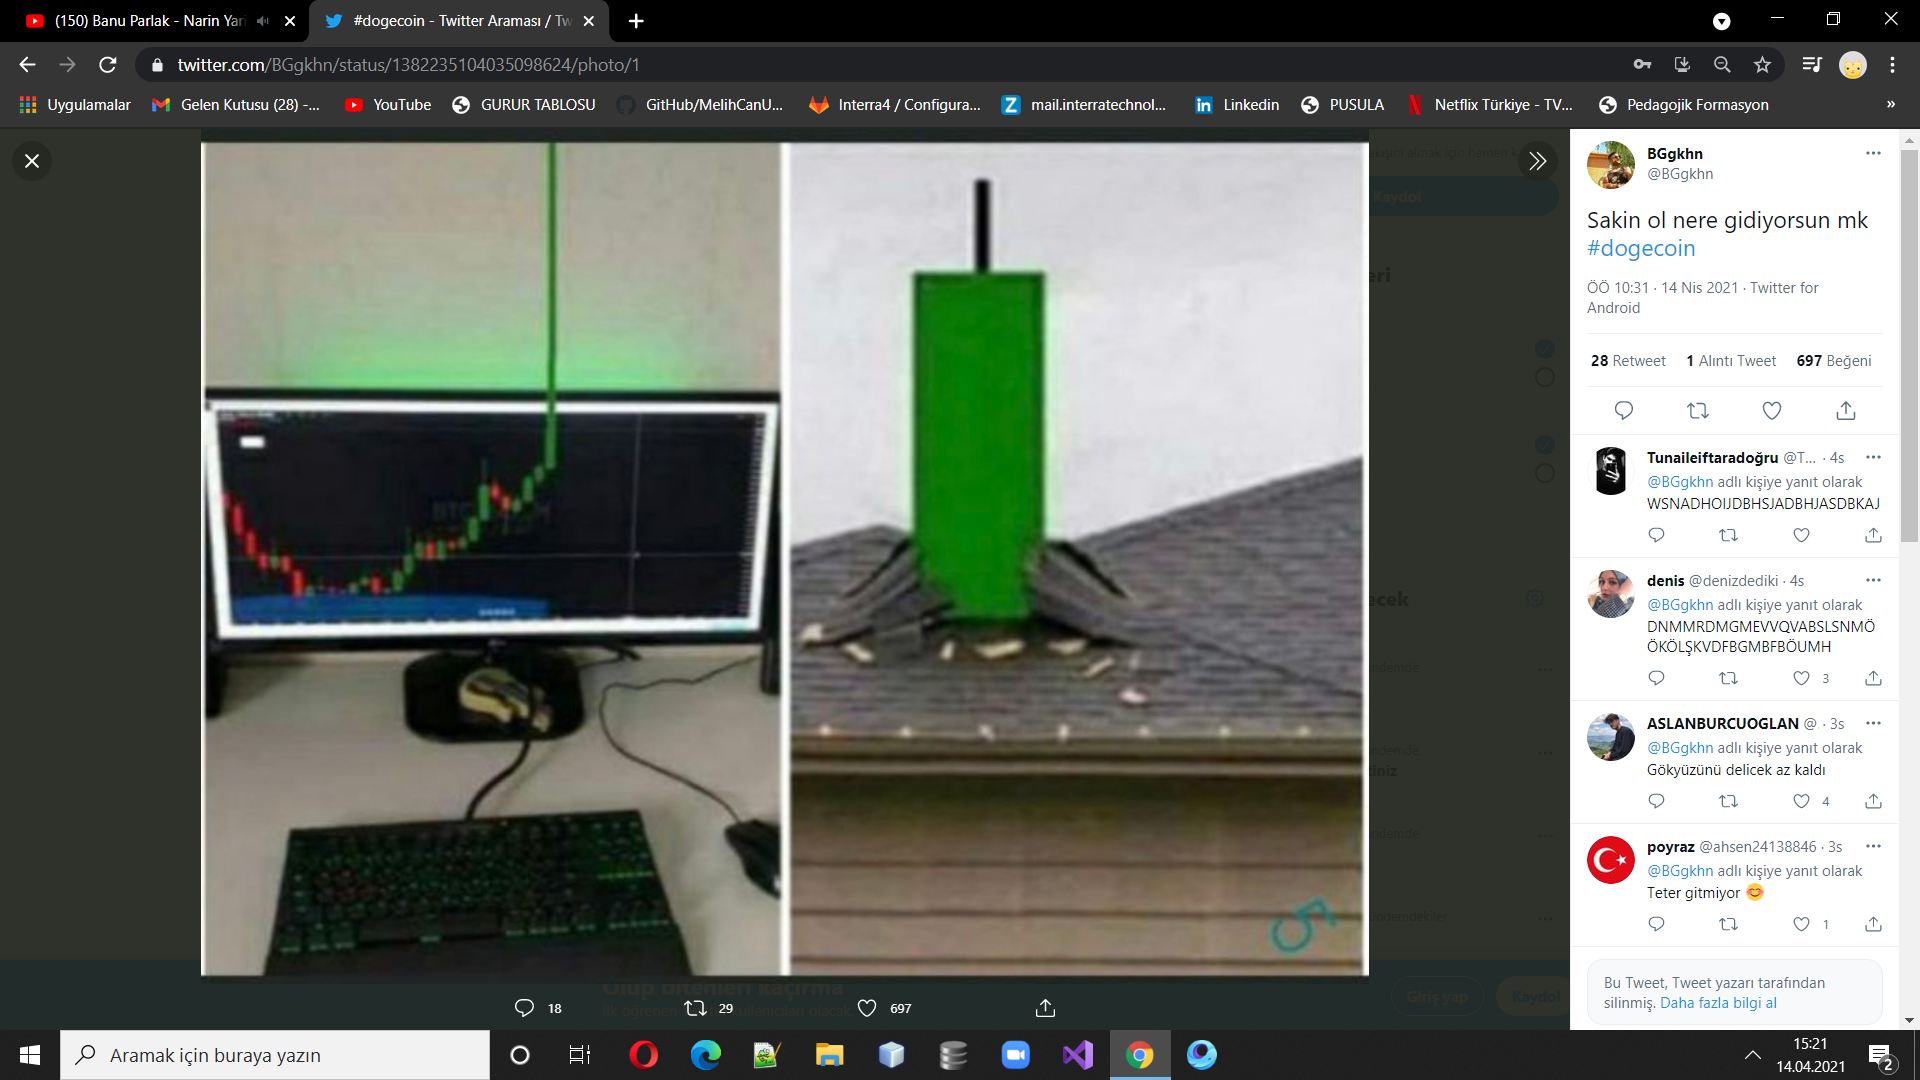 (150) Banu Parlak - Narin Yari
#dogecoin - Twitter Araması / Tw
twitter.com/BGgkhn/status/1382235104035098624/photo/1
Uygulamalar
Gelen Kutusu (28) -...
YouTube
GURUR TABLOSU
GitHub/MelihCanU...
Interra4 / Configura...
mail.interratechnol...
Linkedin
PUSULA
Netflix Türkiye - TV...
Pedagojik Formasyon
»
Kaydol
BGgkhn
@BGgkhn
Sakin ol nere gidiyorsun mk
#dogecoin
ÖÖ 10:31 · 14 Nis 2021 · Twitter for
Android
28 Retweet 1 Alıntı Tweet 697 Beğeni
Tunaileiftaradoğru @T... · 4s
@BGgkhn adlı kişiye yanıt olarak
WSNADHOIJDBHSJADBHJASDBKAJ
denis @denizdediki · 4s
@BGgkhn adlı kişiye yanıt olarak
DNMMRDMGMEVVQVABSLSNMÖ
ÖKÖLŞKVDFBGMBFBÖUMH
3
ASLANBURCUOGLAN @ · 3s
@BGgkhn adlı kişiye yanıt olarak
Gökyüzünü delicek az kaldı
4
poyraz @ahsen24138846 · 3s
@BGgkhn adlı kişiye yanıt olarak
Teter gitmiyor 😊
1
Bu Tweet, Tweet yazarı tarafından
silinmiş. Daha fazla bilgi al
Giriş yap
Kaydol
18
29
697
Aramak için buraya yazın
15:21
14.04.2021
2